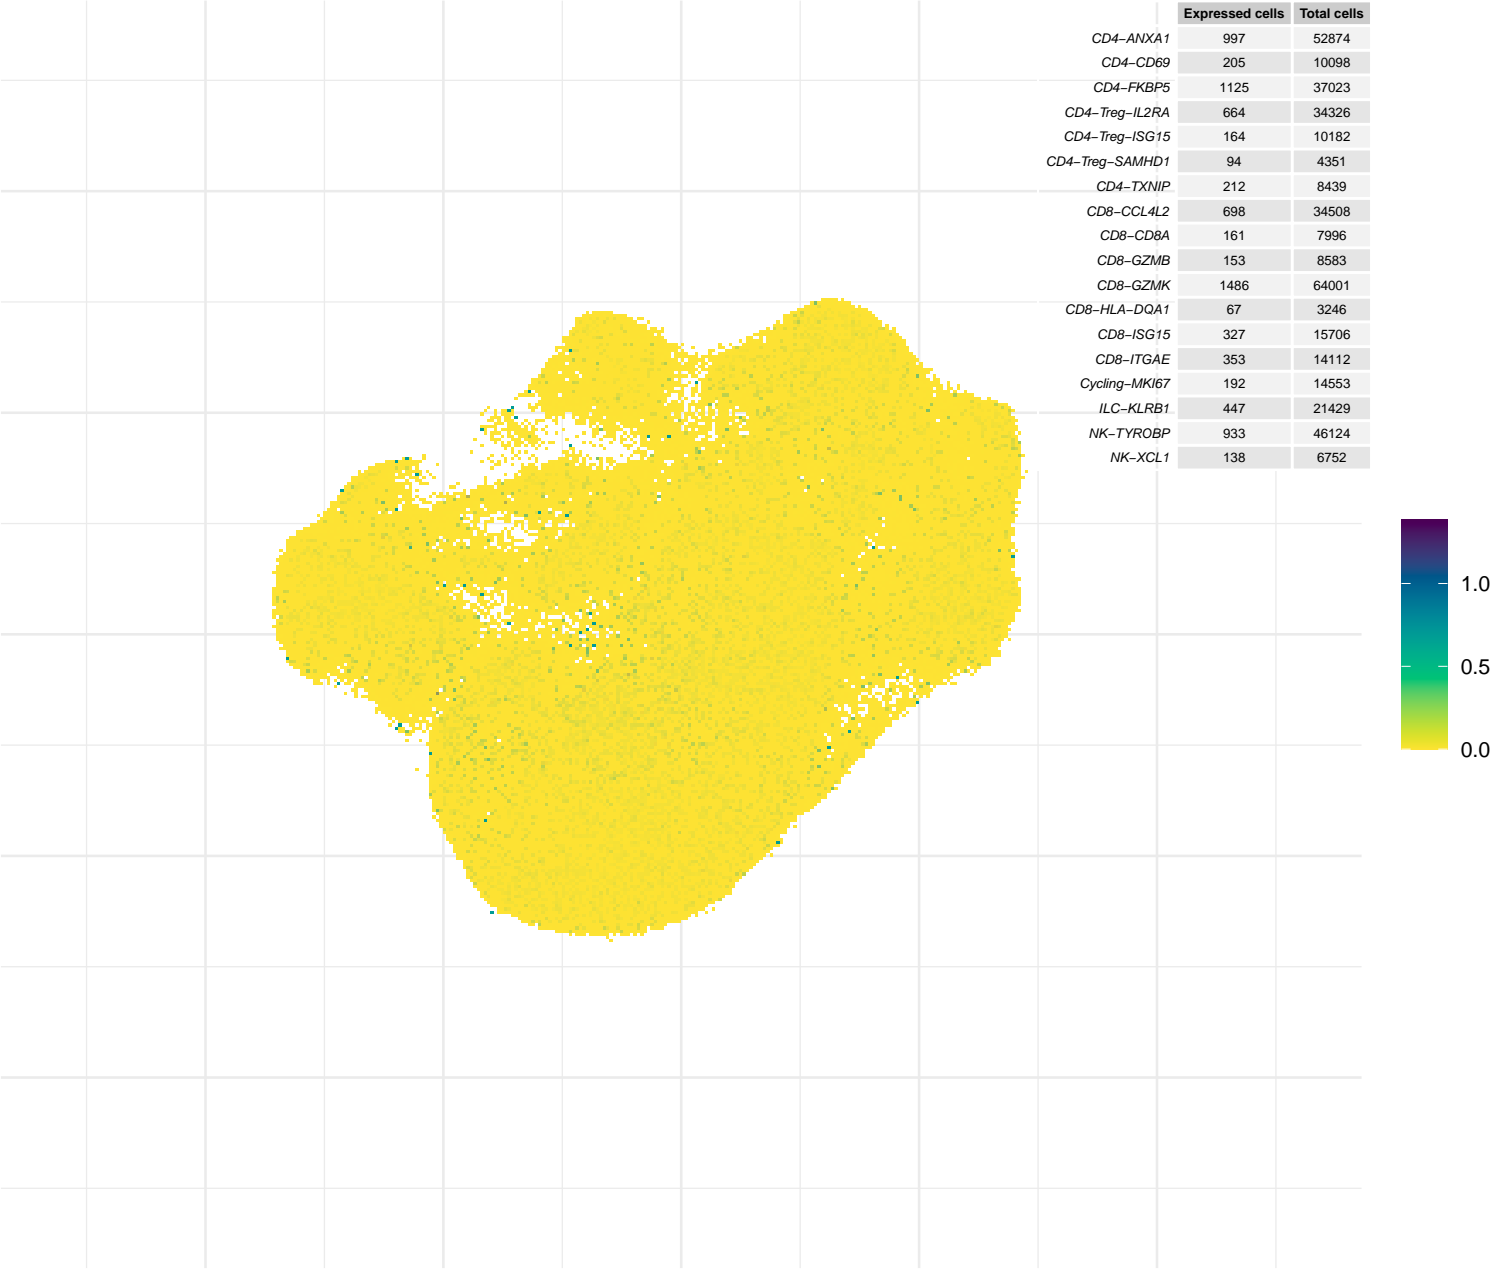 Expressed cells Total cells
CD4−ANXA1 997 52874
CD4−CD69 205 10098
CD4−FKBP5 1125 37023
CD4−Treg−IL2RA 664 34326
CD4−Treg−ISG15 164 10182
CD4−Treg−SAMHD1 94 4351
CD4−TXNIP 212 8439
CD8−CCL4L2 698 34508
CD8−CD8A 161 7996
CD8−GZMB 153 8583
CD8−GZMK 1486 64001
CD8−HLA−DQA1 67 3246
CD8−ISG15 327 15706
CD8−ITGAE 353 14112
Cycling−MKI67 192 14553
ILC−KLRB1 447 21429
NK−TYROBP 933 46124
NK−XCL1 138 6752
1.0
0.5
0.0